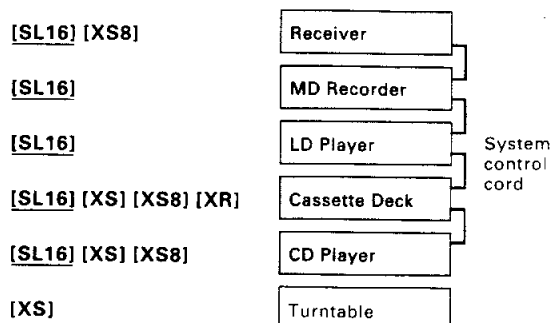 [SL16] [XS8] Receiver
[SL16] MD Recorder
[SL16] LD Player
System
control
cord
[SL16] [XS] [XS8] [XR] Cassette Deck
[SL16] [XS] [XS8] CD Player
[XS] Turntable